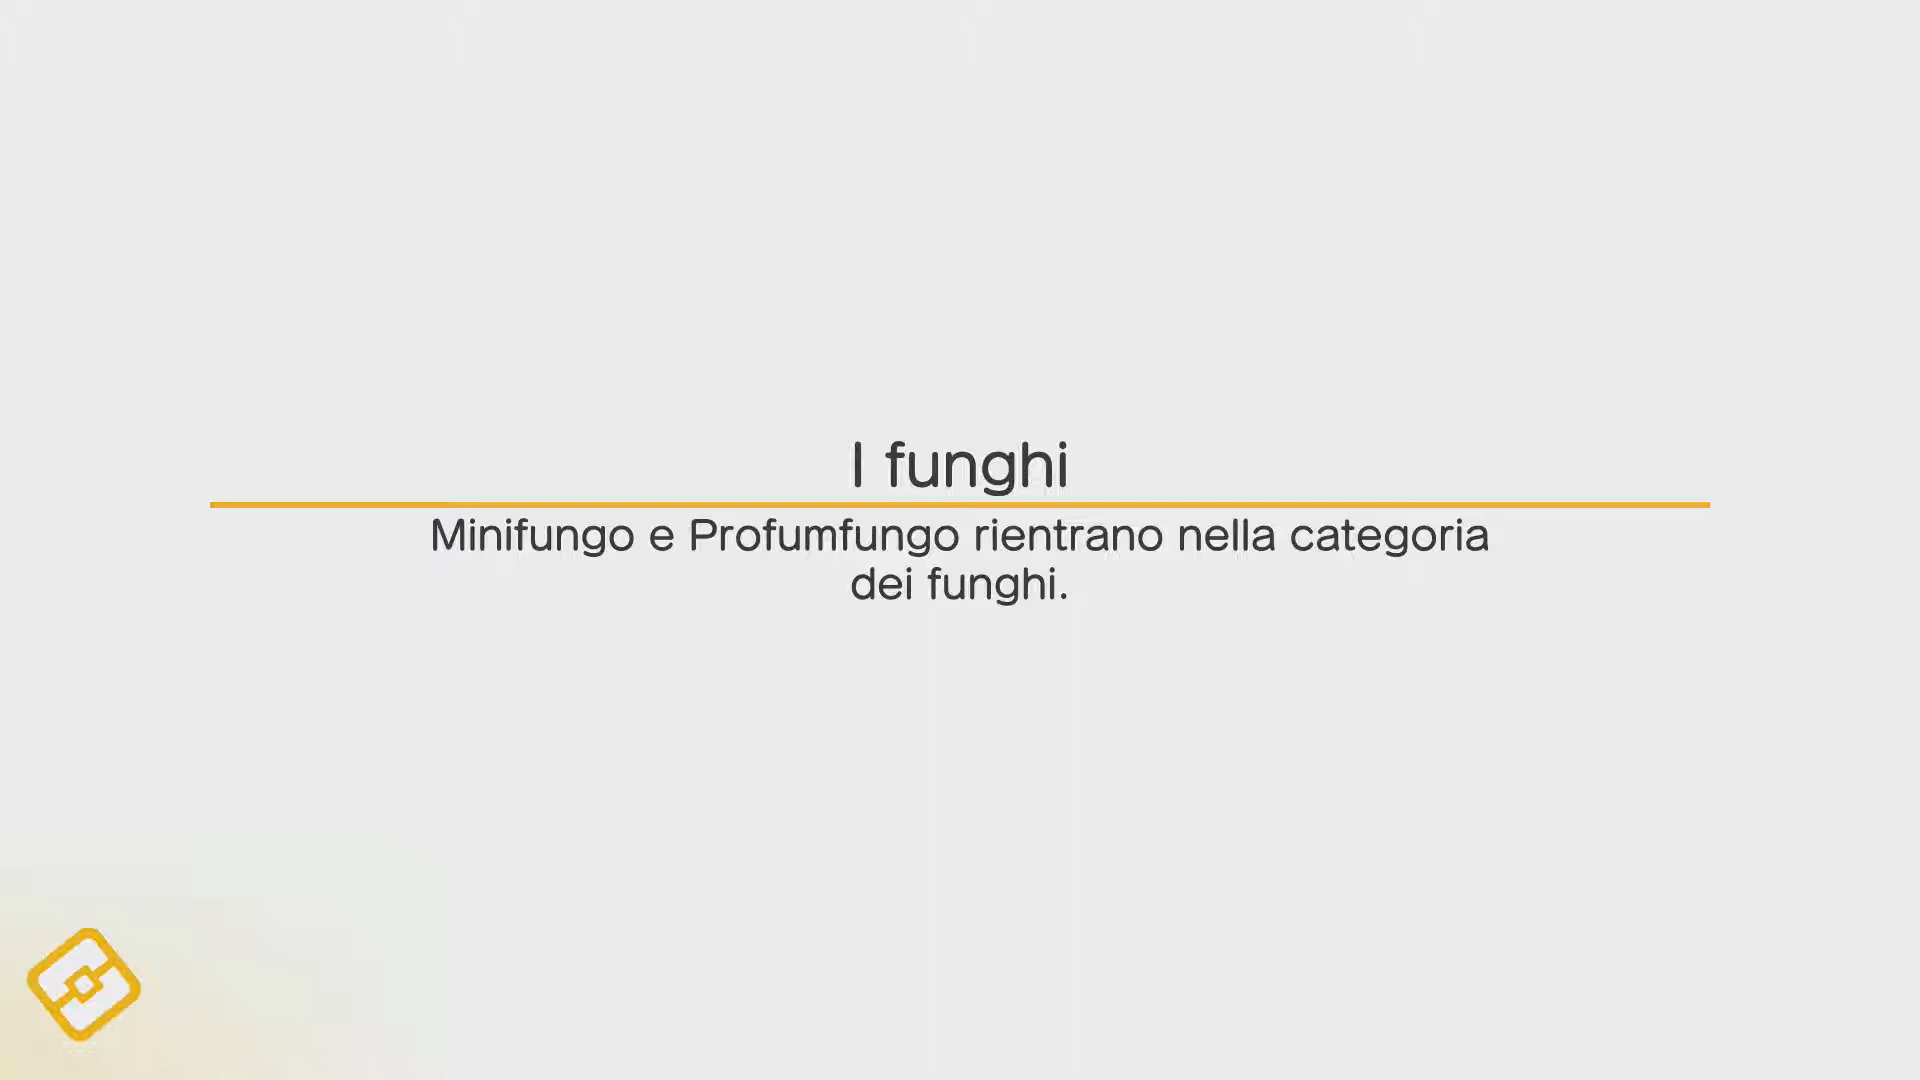 I funghi
Minifungo e Profumfungo rientrano nella categoria
dei funghi.